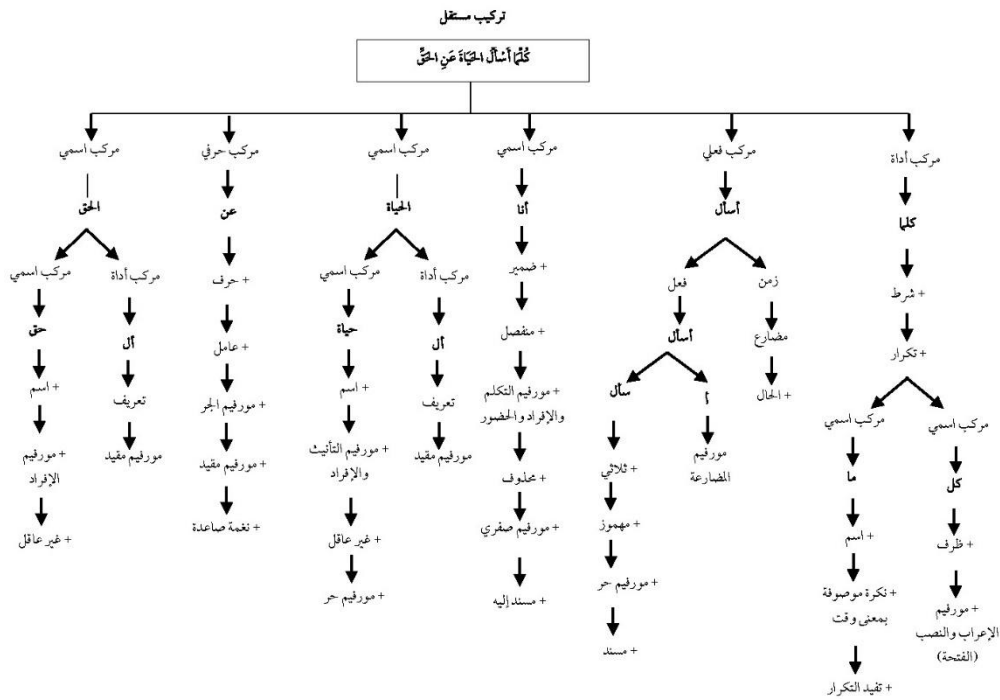 تركيب مستقل
كُلَّمَا أَسْأَلُ الحَيَاةَ عَنِ الحَقِّ
مركب أداة
كلما
+ شرط
+ تكرار
مركب اسمي
كل
+ ظرف
+ مورفيم
الإعراب والنصب
(الفتحة)
مركب اسمي
ما
+ اسم
+ نكرة موصوفة
بمعنى وقت
+ تفيد التكرار
مركب فعلي
أسأل
زمن
مضارع
+ الحال
فعل
أسأل
أ
مورفيم
المضارعة
سأل
+ ثلاثي
+ مهموز
+ مورفيم حر
+ مسند
مركب اسمي
أنا
+ ضمير
+ منفصل
+ مورفيم التكلم
والإفراد والحضور
+ محذوف
+ مورفيم صفري
+ مسند إليه
مركب اسمي
الحياة
مركب أداة
أل
تعريف
مورفيم مقيد
مركب اسمي
حياة
+ اسم
+ مورفيم التأنيث
والإفراد
+ غير عاقل
+ مورفيم حر
مركب حرفي
عن
+ حرف
+ عامل
+ مورفيم الجر
+ مورفيم مقيد
+ نغمة صاعدة
مركب اسمي
الحق
مركب أداة
أل
تعريف
مورفيم مقيد
مركب اسمي
حق
+ اسم
+ مورفيم
الإفراد
+ غير عاقل